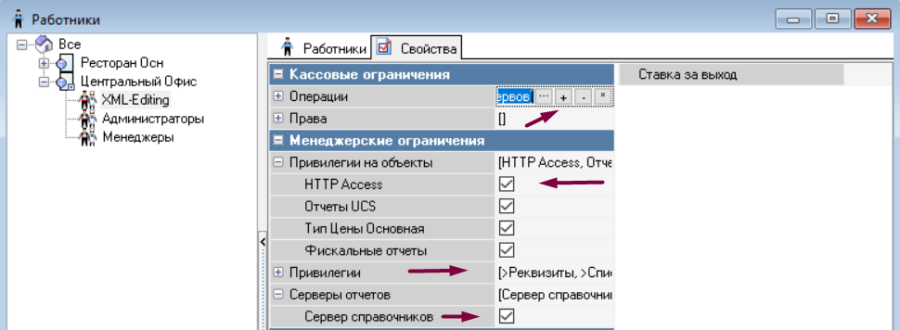 Работники
Все
Ресторан Осн
Центральный Офис
XML-Editing
Администраторы
Менеджеры
Работники Свойства
Кассовые ограничения
Операции ... + - *
Права []
Менеджерские ограничения
Привилегии на объекты [HTTP Access, Отче
HTTP Access
Отчеты UCS
Тип Цены Основная
Фискальные отчеты
Привилегии [>Реквизиты, >Спи
Серверы отчетов [Сервер справочни
Сервер справочников
Ставка за выход